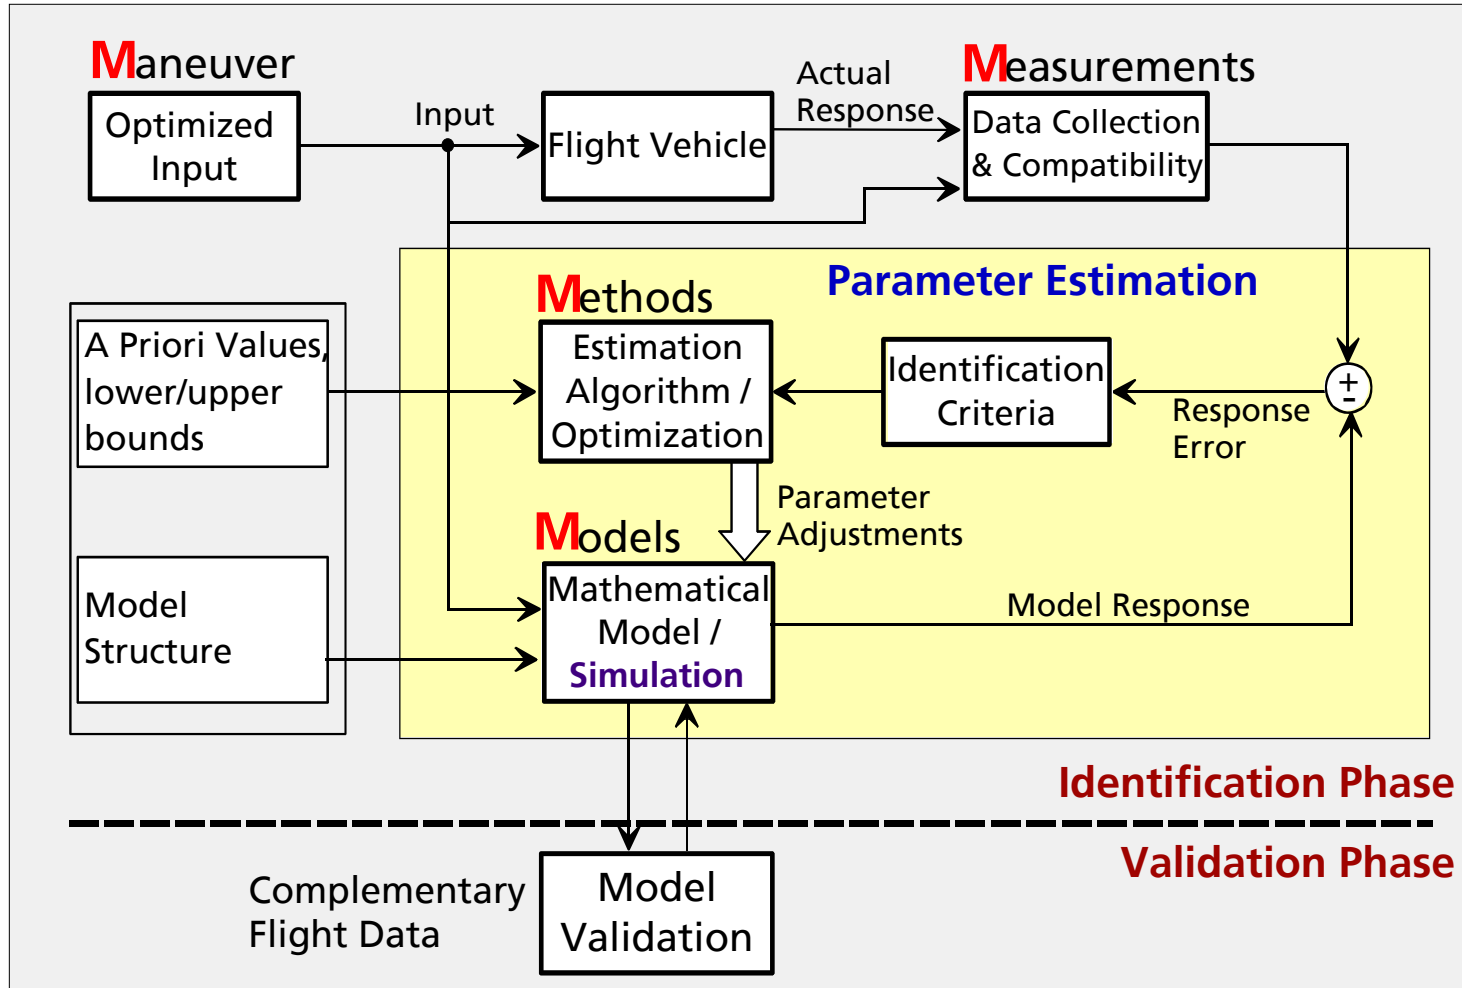 Maneuver
Optimized
Input
Input
Flight Vehicle
Actual
Response
Measurements
Data Collection
& Compatibility
Parameter Estimation
Methods
A Priori Values,
lower/upper
bounds
Estimation
Algorithm /
Optimization
Identification
Criteria
+
-
Response
Error
Parameter
Adjustments
Models
Model
Structure
Mathematical
Model /
Simulation
Model Response
Identification Phase
Validation Phase
Complementary
Flight Data
Model
Validation